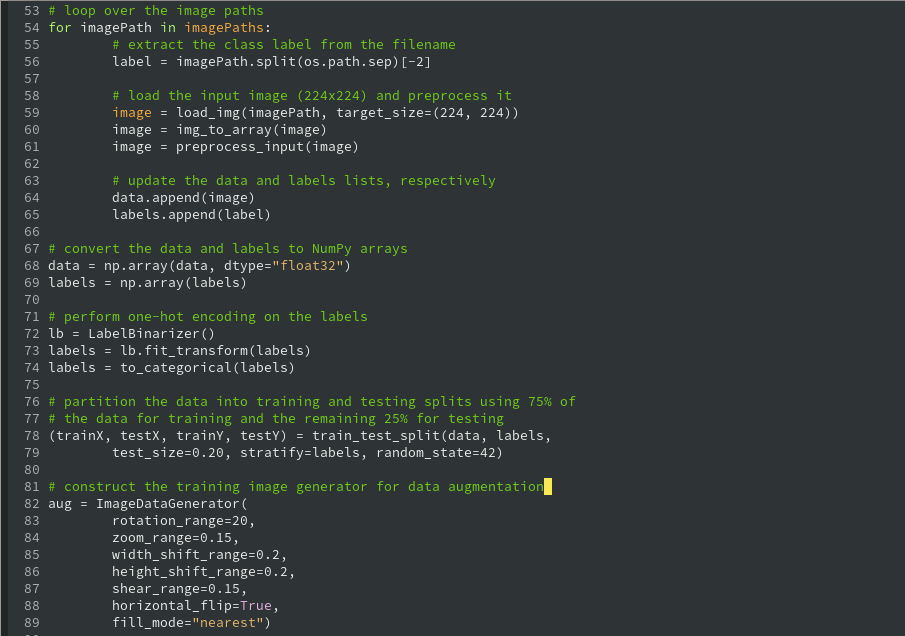 53 # loop over the image paths
54 for imagePath in imagePaths:
55         # extract the class label from the filename
56         label = imagePath.split(os.path.sep)[-2]
57
58         # load the input image (224x224) and preprocess it
59         image = load_img(imagePath, target_size=(224, 224))
60         image = img_to_array(image)
61         image = preprocess_input(image)
62
63         # update the data and labels lists, respectively
64         data.append(image)
65         labels.append(label)
66
67 # convert the data and labels to NumPy arrays
68 data = np.array(data, dtype="float32")
69 labels = np.array(labels)
70
71 # perform one-hot encoding on the labels
72 lb = LabelBinarizer()
73 labels = lb.fit_transform(labels)
74 labels = to_categorical(labels)
75
76 # partition the data into training and testing splits using 75% of
77 # the data for training and the remaining 25% for testing
78 (trainX, testX, trainY, testY) = train_test_split(data, labels,
79         test_size=0.20, stratify=labels, random_state=42)
80
81 # construct the training image generator for data augmentation
82 aug = ImageDataGenerator(
83         rotation_range=20,
84         zoom_range=0.15,
85         width_shift_range=0.2,
86         height_shift_range=0.2,
87         shear_range=0.15,
88         horizontal_flip=True,
89         fill_mode="nearest")